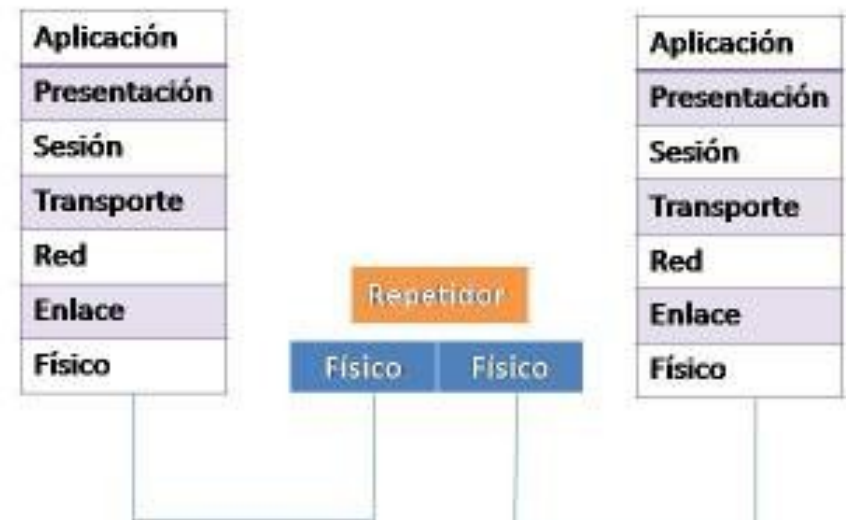 Aplicación
Presentación
Sesión
Transporte
Red
Enlace
Físico
Repetidor
Físico Físico
Aplicación
Presentación
Sesión
Transporte
Red
Enlace
Físico